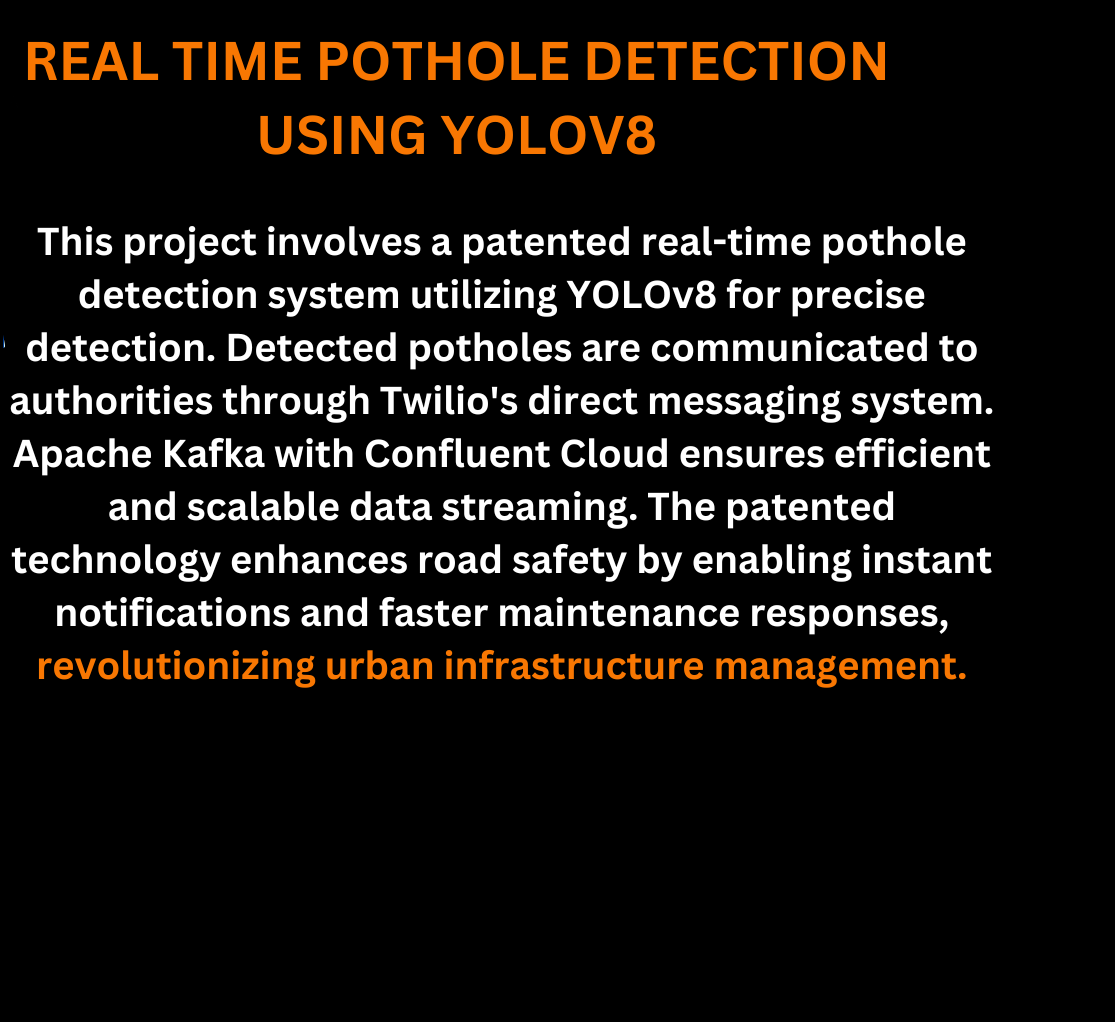 REAL TIME POTHOLE DETECTION
USING YOLOV8
This project involves a patented real-time pothole
detection system utilizing YOLOv8 for precise
detection. Detected potholes are communicated to
authorities through Twilio's direct messaging system.
Apache Kafka with Confluent Cloud ensures efficient
and scalable data streaming. The patented
technology enhances road safety by enabling instant
notifications and faster maintenance responses,
revolutionizing urban infrastructure management.